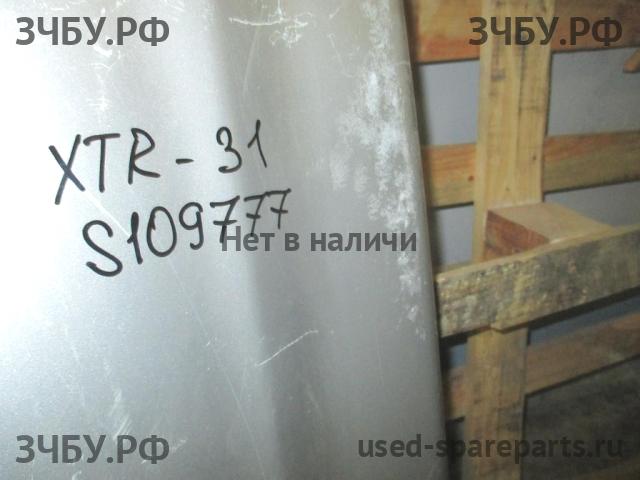 ЗЧБУ.РФ ЗЧБУ.РФ
XTR-31
S109777
Нет в наличи
ЗЧБУ.РФ used-spareparts.ru